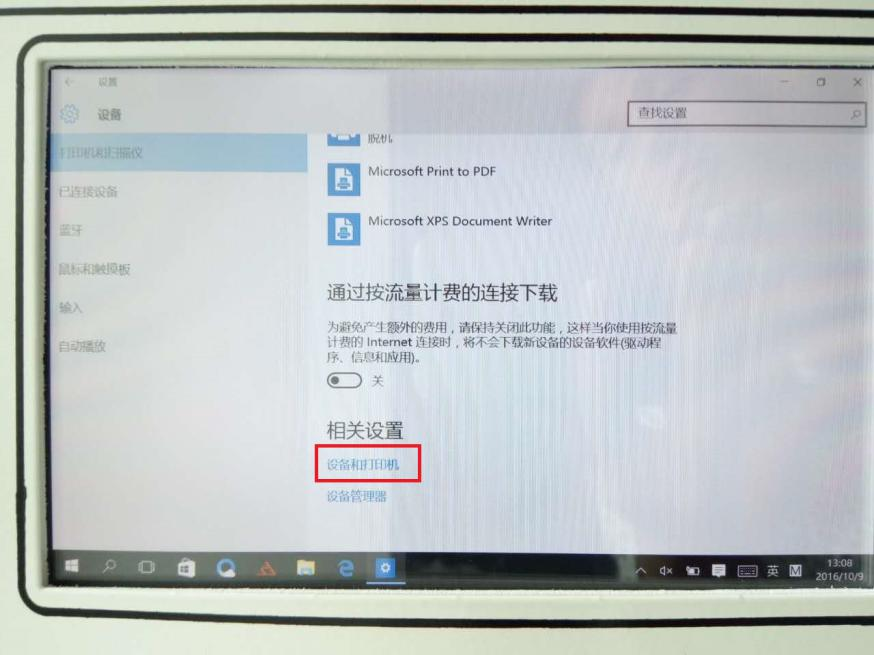 设置
设备
查找设置
打印机和扫描仪
已连接设备
蓝牙
鼠标和触摸板
输入
自动播放
脱机
Microsoft Print to PDF
Microsoft XPS Document Writer
通过按流量计费的连接下载
为避免产生额外的费用，请保持关闭此功能，这样当你使用按流量
计费的 Internet 连接时，将不会下载新设备的设备软件(驱动程
序、信息和应用)。
关
相关设置
设备和打印机
设备管理器
英
M
13:08
2016/10/9